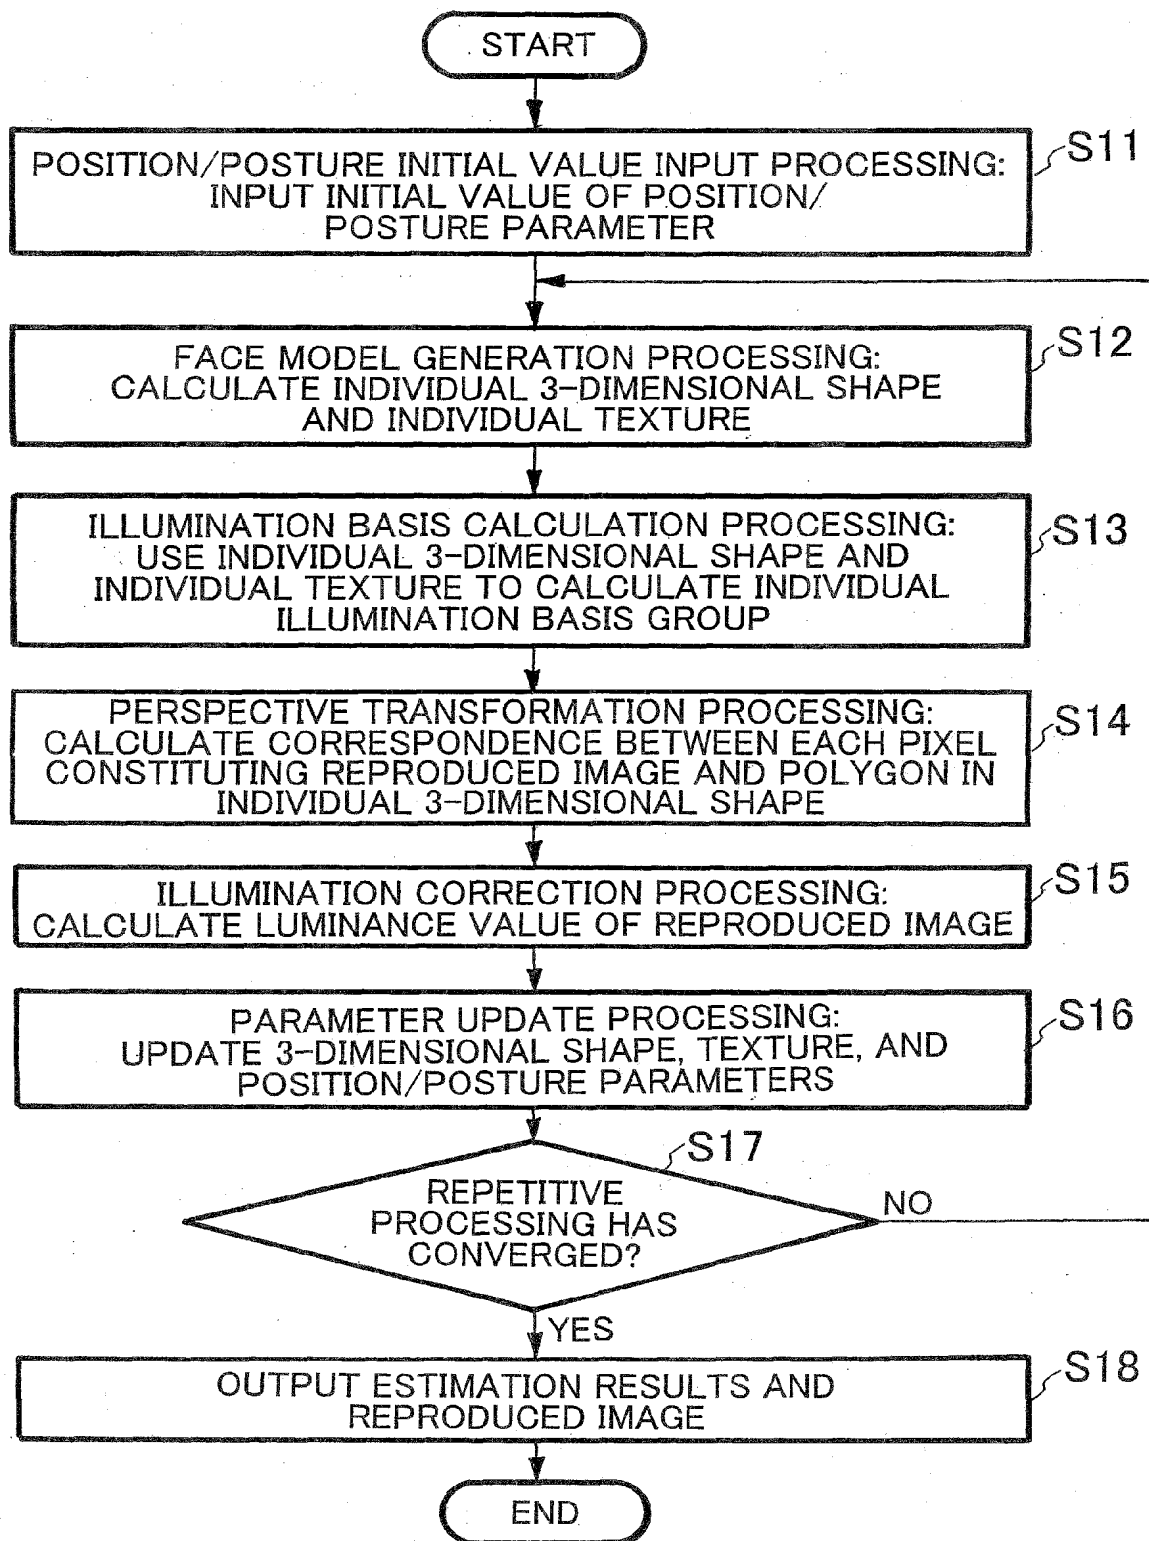 START
S11
POSITION/POSTURE INITIAL VALUE INPUT PROCESSING:
INPUT INITIAL VALUE OF POSITION/
POSTURE PARAMETER
S12
FACE MODEL GENERATION PROCESSING:
CALCULATE INDIVIDUAL 3-DIMENSIONAL SHAPE
AND INDIVIDUAL TEXTURE
S13
ILLUMINATION BASIS CALCULATION PROCESSING:
USE INDIVIDUAL 3-DIMENSIONAL SHAPE AND
INDIVIDUAL TEXTURE TO CALCULATE INDIVIDUAL
ILLUMINATION BASIS GROUP
S14
PERSPECTIVE TRANSFORMATION PROCESSING:
CALCULATE CORRESPONDENCE BETWEEN EACH PIXEL
CONSTITUTING REPRODUCED IMAGE AND POLYGON IN
INDIVIDUAL 3-DIMENSIONAL SHAPE
S15
ILLUMINATION CORRECTION PROCESSING:
CALCULATE LUMINANCE VALUE OF REPRODUCED IMAGE
S16
PARAMETER UPDATE PROCESSING:
UPDATE 3-DIMENSIONAL SHAPE, TEXTURE, AND
POSITION/POSTURE PARAMETERS
S17
REPETITIVE
PROCESSING HAS
CONVERGED?
NO
YES
S18
OUTPUT ESTIMATION RESULTS AND
REPRODUCED IMAGE
END